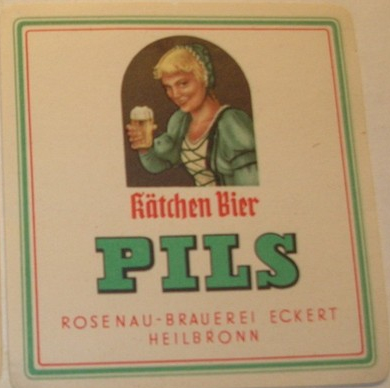 Kätchen Bier
PILS
ROSENAU-BRAUEREI ECKERT
HEILBRONN